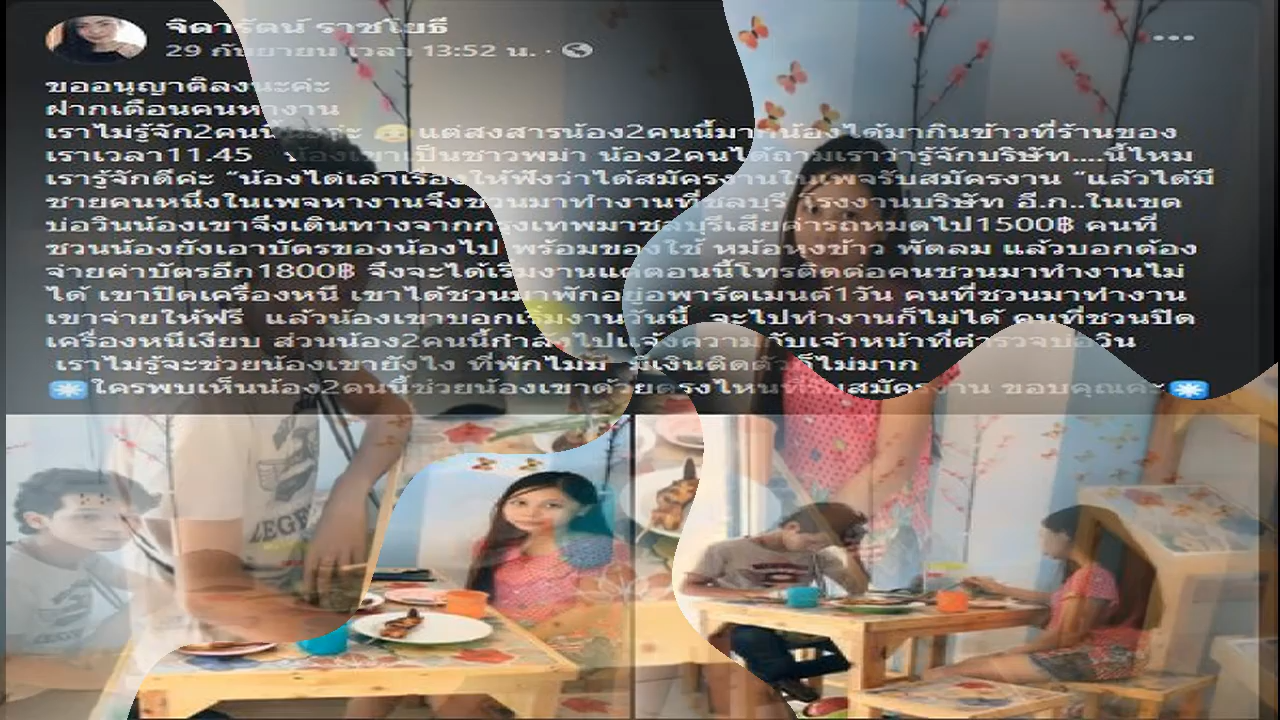 จิดารัตน์ ราชโยธี
29 กันยายน เวลา 13:52 น.
ขออนุญาติลงนะค่ะ
ฝากเตือนคนหางาน
เราไม่รู้จัก2คนนี้ แต่สงสารน้อง2คนนี้มากน้องได้มากินข้าวที่ร้านของ
เราเวลา11.45 น้องเขาเป็นชาวพม่า น้อง2คนได้ถามเราว่ารู้จักบริษัท....นี้ไหม
เรารู้จักดีค่ะ "น้องได้เล่าเรื่องให้ฟังว่าได้สมัครงานในเพจรับสมัครงาน "แล้วได้มี
ชายคนหนึ่งในเพจหางานจึงชวนมาทำงานที่ชลบุรี โรงงานบริษัท อี.ก..ในเขต
บ่อวินน้องเขาจึงเดินทางจากกรุงเทพมาชลบุรีเสียค่ารถหมดไป1500฿ คนที่
ชวนน้องยังเอาบัตรของน้องไป พร้อมของใช้ หม้อหุงข้าว พัดลม แล้วบอกต้อง
จ่ายค่าบัตรอีก1800฿ จึงจะได้เริ่มงานแต่ตอนนี้โทรติดต่อคนชวนมาทำงานไม่
ได้ เขาปิดเครื่องหนี เขาได้ชวนมาพักอยู่อพาร์ตเมนต์1วัน คนที่ชวนมาทำงาน
เขาจ่ายให้ฟรี แล้วน้องเขาบอกเริ่มงานวันนี้ จะไปทำงานก็ไม่ได้ คนที่ชวนปิด
เครื่องหนีเงียบ ส่วนน้อง2คนนี้กำลังไปแจ้งความกับเจ้าหน้าที่ตำรวจบ่อวิน
เราไม่รู้จะช่วยน้องเขายังไง ที่พักไม่มี มีเงินติดตัวก็ไม่มาก
ใครพบเห็นน้อง2คนนี้ช่วยน้องเขาด้วยตรงไหนที่รับสมัครงาน ขอบคุณค่ะ